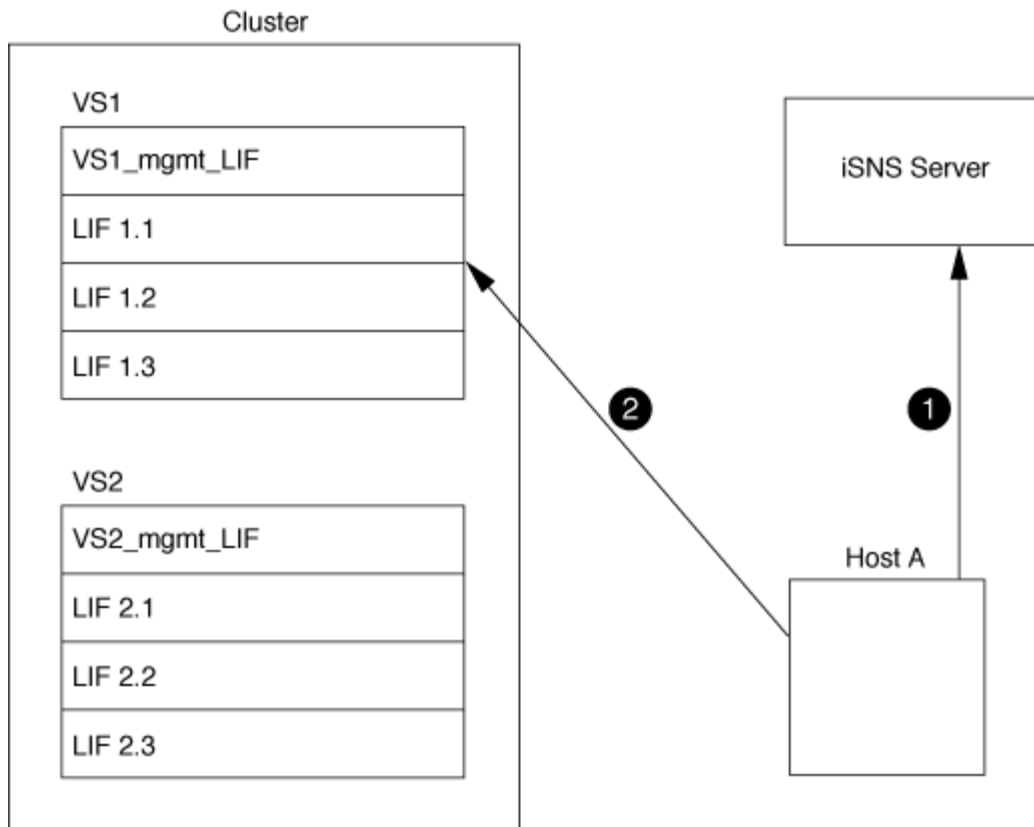 Cluster
VS1
VS1_mgmt_LIF
LIF 1.1
LIF 1.2
LIF 1.3
VS2
VS2_mgmt_LIF
LIF 2.1
LIF 2.2
LIF 2.3
iSNS Server
2
1
Host A